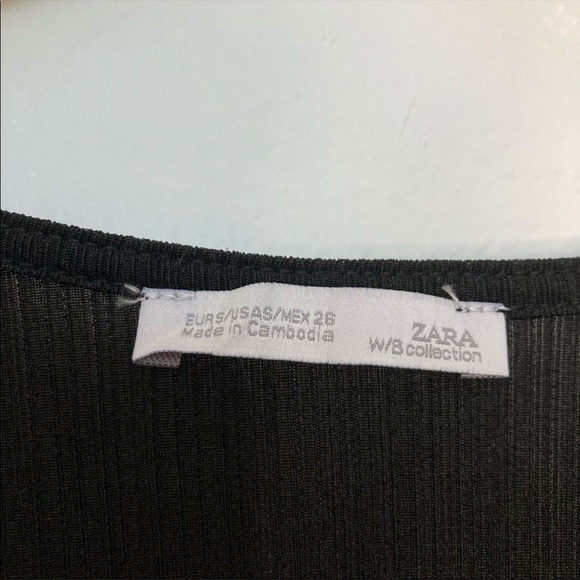 EUR S/USA S/MEX 26
Made in Cambodia
ZARA
W/B collection